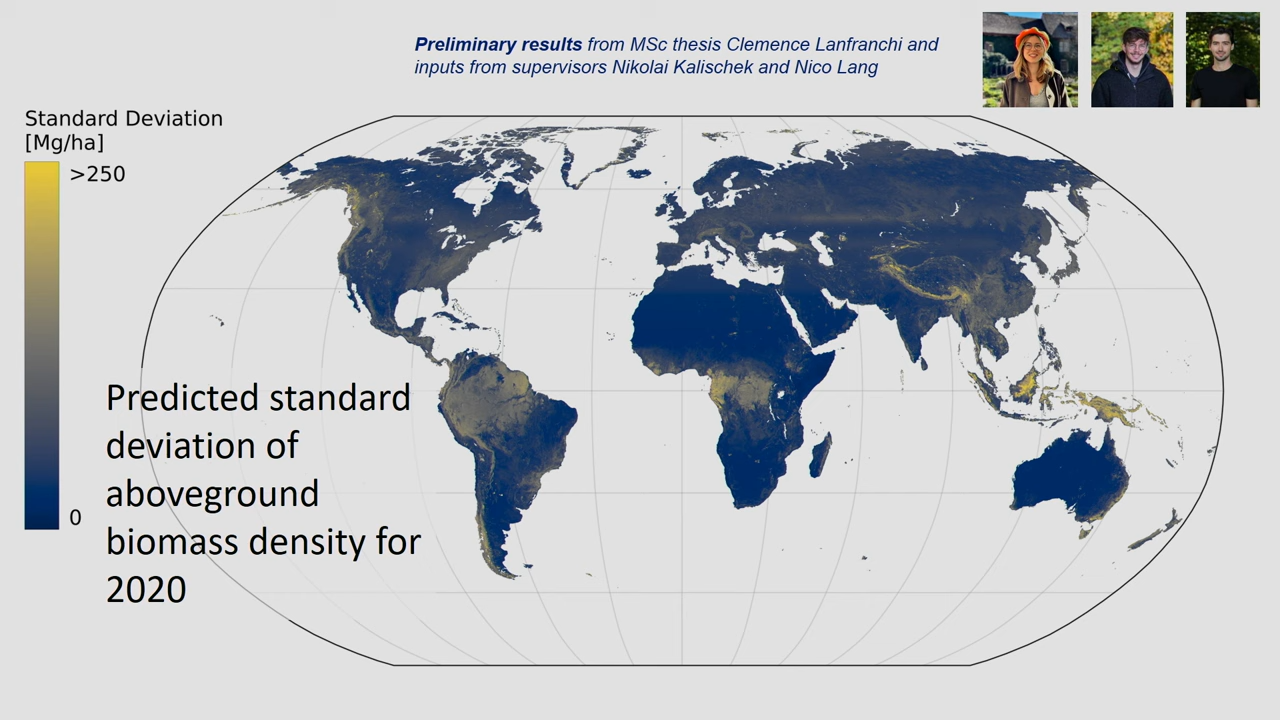 Preliminary results from MSc thesis Clemence Lanfranchi and
inputs from supervisors Nikolai Kalischek and Nico Lang
Standard Deviation
[Mg/ha]
>250
0
Predicted standard
deviation of
aboveground
biomass density for
2020